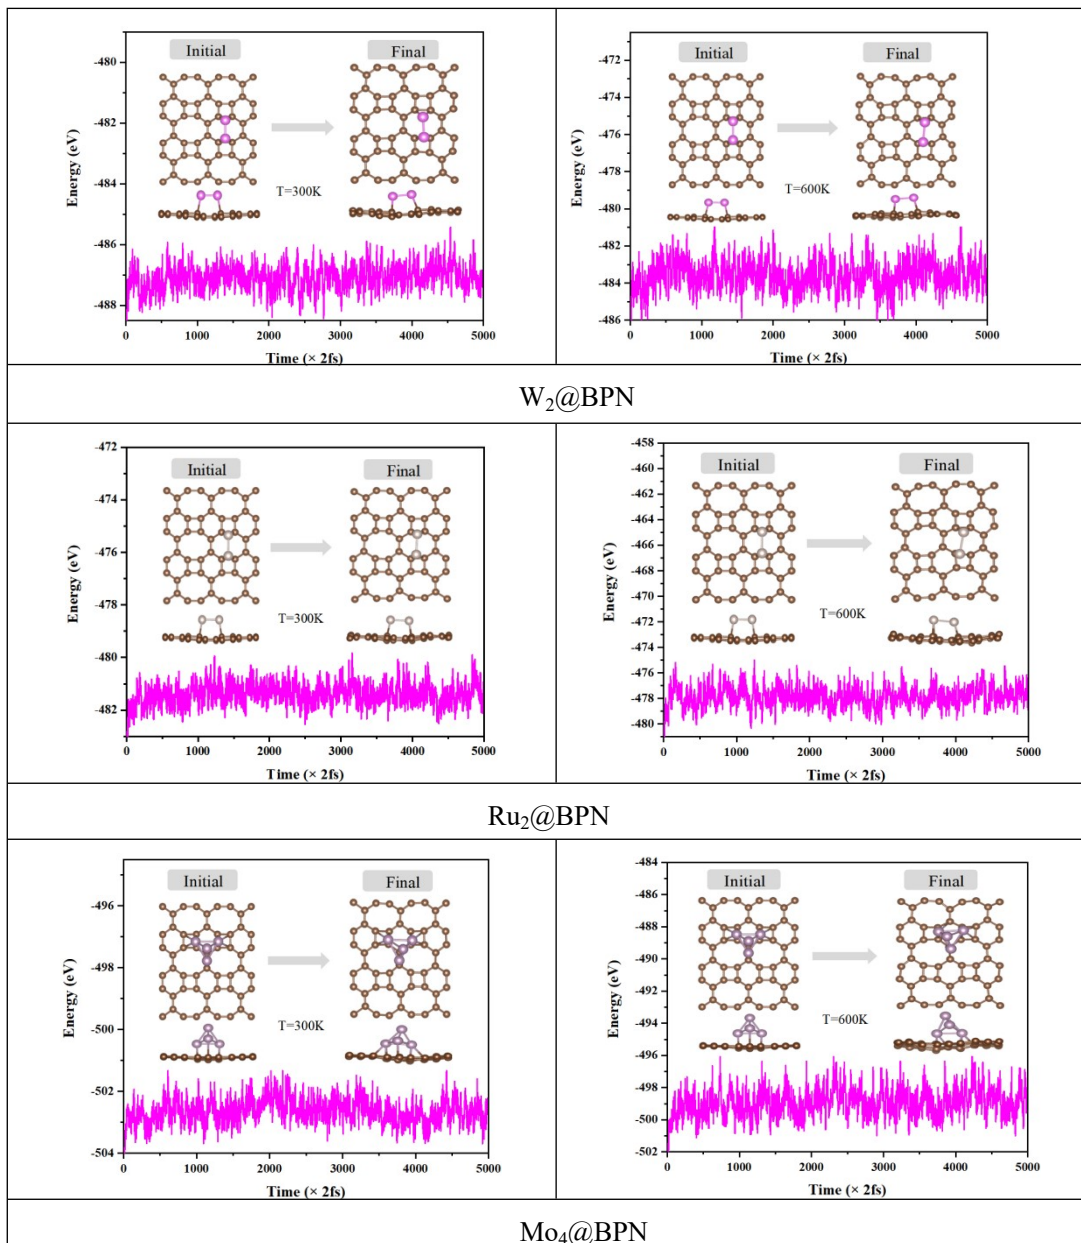 Initial
Final
T=300K
Energy (eV)
-480
-482
-484
-486
-488
0
1000
2000
3000
4000
5000
Time (× 2fs)
Initial
Final
T=600K
Energy (eV)
-472
-474
-476
-478
-480
-482
-484
-486
0
1000
2000
3000
4000
5000
Time (× 2fs)
W₂@BPN
Initial
Final
T=300K
Energy (eV)
-472
-474
-476
-478
-480
-482
0
1000
2000
3000
4000
5000
Time (× 2fs)
Initial
Final
T=600K
Energy (eV)
-458
-460
-462
-464
-466
-468
-470
-472
-474
-476
-478
-480
0
1000
2000
3000
4000
5000
Time (× 2fs)
Ru₂@BPN
Initial
Final
T=300K
Energy (eV)
-496
-498
-500
-502
-504
0
1000
2000
3000
4000
5000
Time (× 2fs)
Initial
Final
T=600K
Energy (eV)
-484
-486
-488
-490
-492
-494
-496
-498
-500
-502
0
1000
2000
3000
4000
5000
Time (× 2fs)
Mo₄@BPN